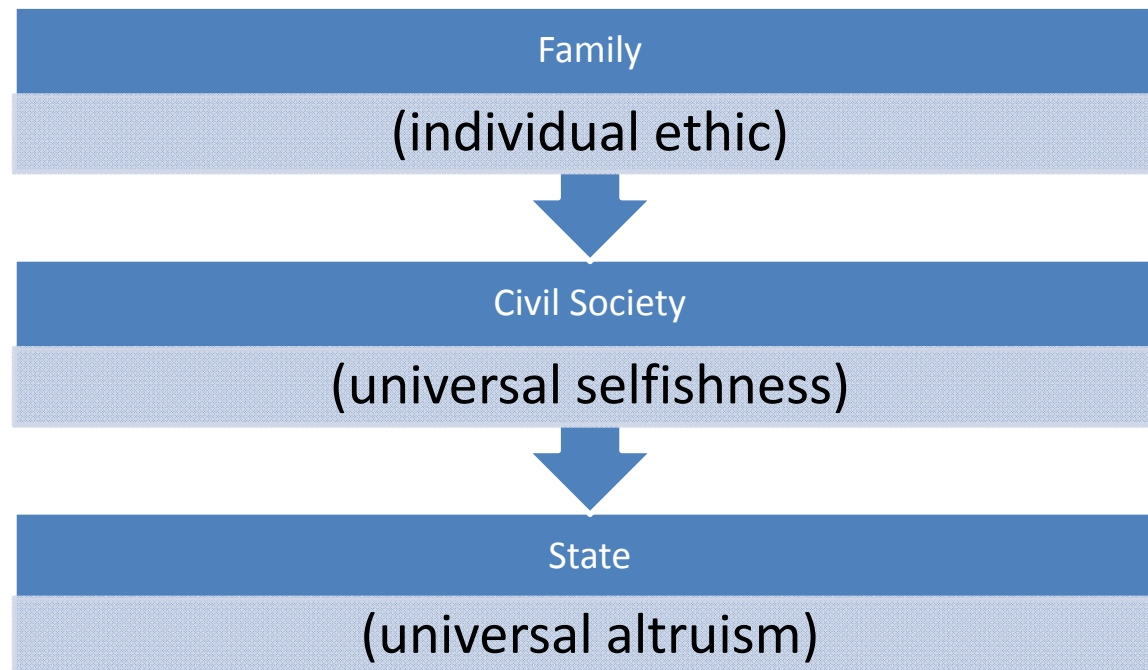 Family
(individual ethic)
Civil Society
(universal selfishness)
State
(universal altruism)